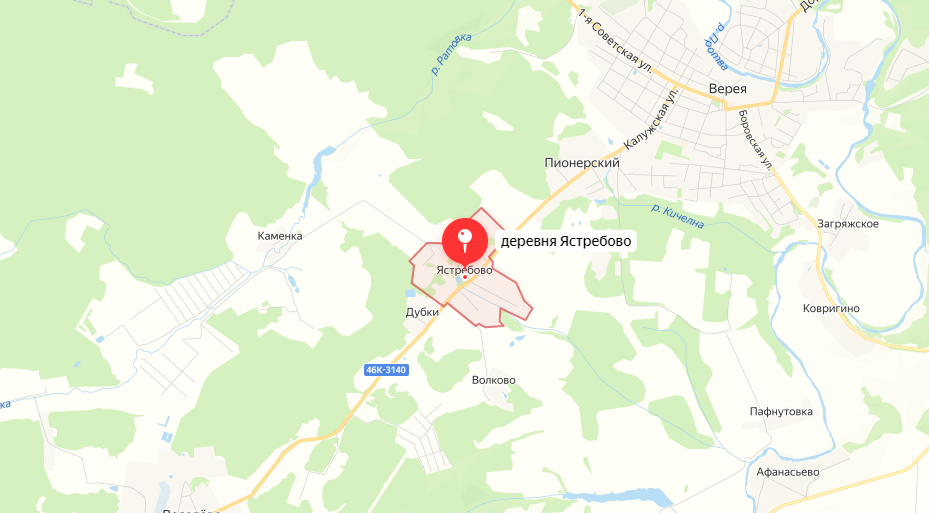 1-я Советская ул.
р. Ратовка
Верея
Калужская ул.
Боровская ул.
Пионерский
р. Кичелна
Загряжское
Каменка
деревня Ястребово
Ястребово
Дубки
Ковригино
46К-3140
Волково
Пафнутовка
Афанасьево